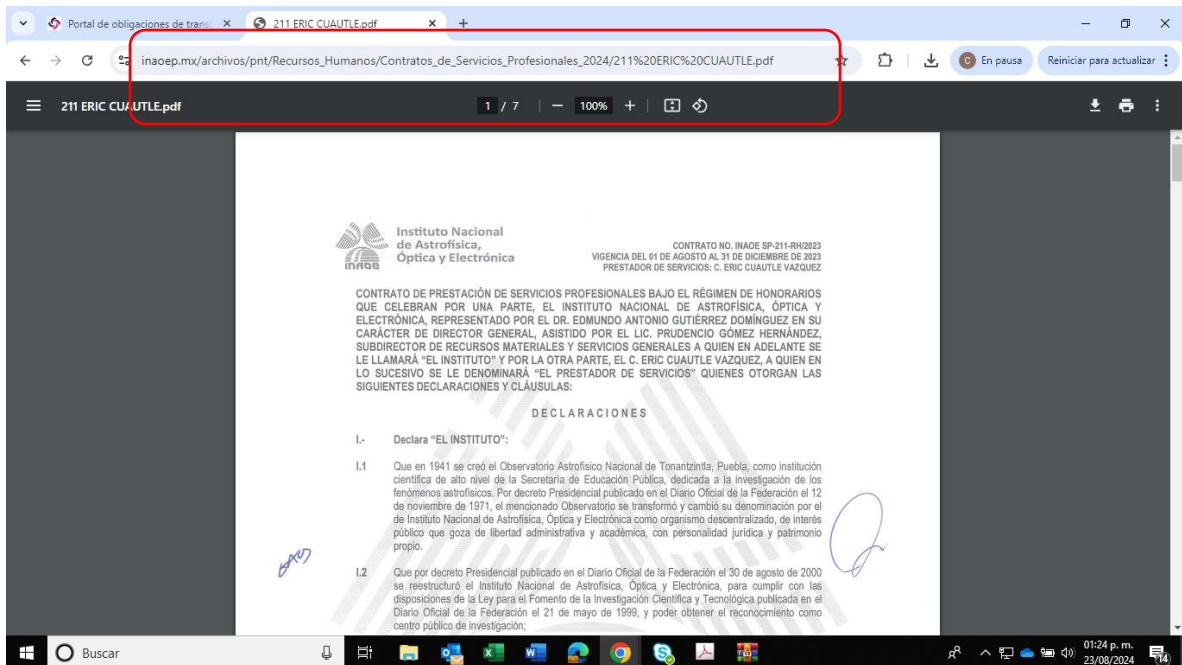 Portal de obligaciones de trans
211 ERIC CUAUTLE.pdf
inaoep.mx/archivos/pnt/Recursos_Humanos/Contratos_de_Servicios_Profesionales_2024/211%20ERIC%20CUAUTLE.pdf
En pausa
Reiniciar para actualizar
211 ERIC CUAUTLE.pdf
1 / 7
100%
Instituto Nacional
de Astrofísica,
Óptica y Electrónica
INAOE
CONTRATO NO. INAOE SP-211-RH/2023
VIGENCIA DEL 01 DE AGOSTO AL 31 DE DICIEMBRE DE 2023
PRESTADOR DE SERVICIOS: C. ERIC CUAUTLE VAZQUEZ
CONTRATO DE PRESTACIÓN DE SERVICIOS PROFESIONALES BAJO EL RÉGIMEN DE HONORARIOS
QUE CELEBRAN POR UNA PARTE, EL INSTITUTO NACIONAL DE ASTROFÍSICA, ÓPTICA Y
ELECTRÓNICA, REPRESENTADO POR EL DR. EDMUNDO ANTONIO GUTIÉRREZ DOMÍNGUEZ EN SU
CARÁCTER DE DIRECTOR GENERAL, ASISTIDO POR EL LIC. PRUDENCIO GÓMEZ HERNÁNDEZ,
SUBDIRECTOR DE RECURSOS MATERIALES Y SERVICIOS GENERALES A QUIEN EN ADELANTE SE
LE LLAMARÁ “EL INSTITUTO” Y POR LA OTRA PARTE, EL C. ERIC CUAUTLE VAZQUEZ, A QUIEN EN
LO SUCESIVO SE LE DENOMINARÁ “EL PRESTADOR DE SERVICIOS” QUIENES OTORGAN LAS
SIGUIENTES DECLARACIONES Y CLÁUSULAS:
DECLARACIONES
I.- Declara “EL INSTITUTO”:
I.1 Que en 1941 se creó el Observatorio Astrofísico Nacional de Tonantzintla, Puebla, como institución
científica de alto nivel de la Secretaría de Educación Pública, dedicada a la investigación de los
fenómenos astrofísicos. Por decreto Presidencial publicado en el Diario Oficial de la Federación el 12
de noviembre de 1971, el mencionado Observatorio se transformó y cambió su denominación por el
de Instituto Nacional de Astrofísica, Óptica y Electrónica como organismo descentralizado, de interés
público que goza de libertad administrativa y académica, con personalidad jurídica y patrimonio
propio.
I.2 Que por decreto Presidencial publicado en el Diario Oficial de la Federación el 30 de agosto de 2000
se reestructuró el Instituto Nacional de Astrofísica, Óptica y Electrónica, para cumplir con las
disposiciones de la Ley para el Fomento de la Investigación Científica y Tecnológica publicada en el
Diario Oficial de la Federación el 21 de mayo de 1999, y poder obtener el reconocimiento como
centro público de investigación;
Buscar
01:24 p. m.
23/08/2024